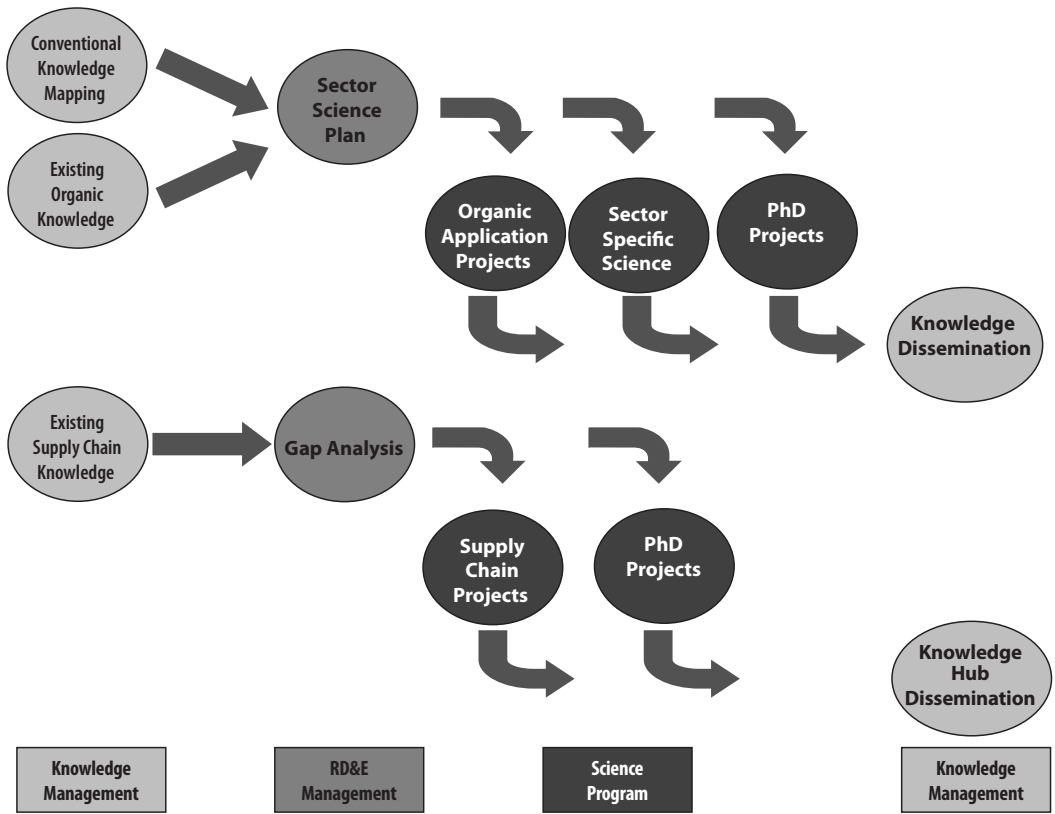 Conventional
Knowledge
Mapping
Sector
Science
Plan
Existing
Organic
Knowledge
Organic
Application
Projects
Sector
Specific
Science
PhD
Projects
Knowledge
Dissemination
Existing
Supply Chain
Knowledge
Gap Analysis
Supply
Chain
Projects
PhD
Projects
Knowledge
Hub
Dissemination
Knowledge
Management
RD&E
Management
Science
Program
Knowledge
Management